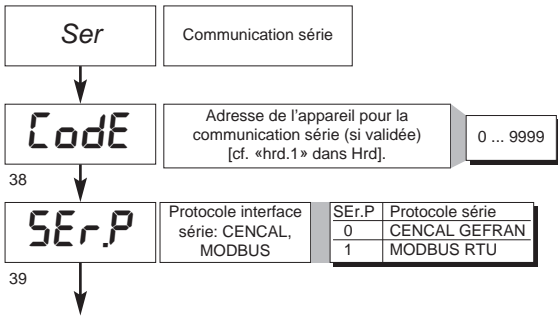 Ser
Communication série
CodE
Adresse de l'appareil pour la
communication série (si validée)
[cf. «hrd.1» dans Hrd].
0 ... 9999
38
SEr.P
Protocole interface
série: CENCAL,
MODBUS
SEr.P Protocole série
0 CENCAL GEFRAN
1 MODBUS RTU
39